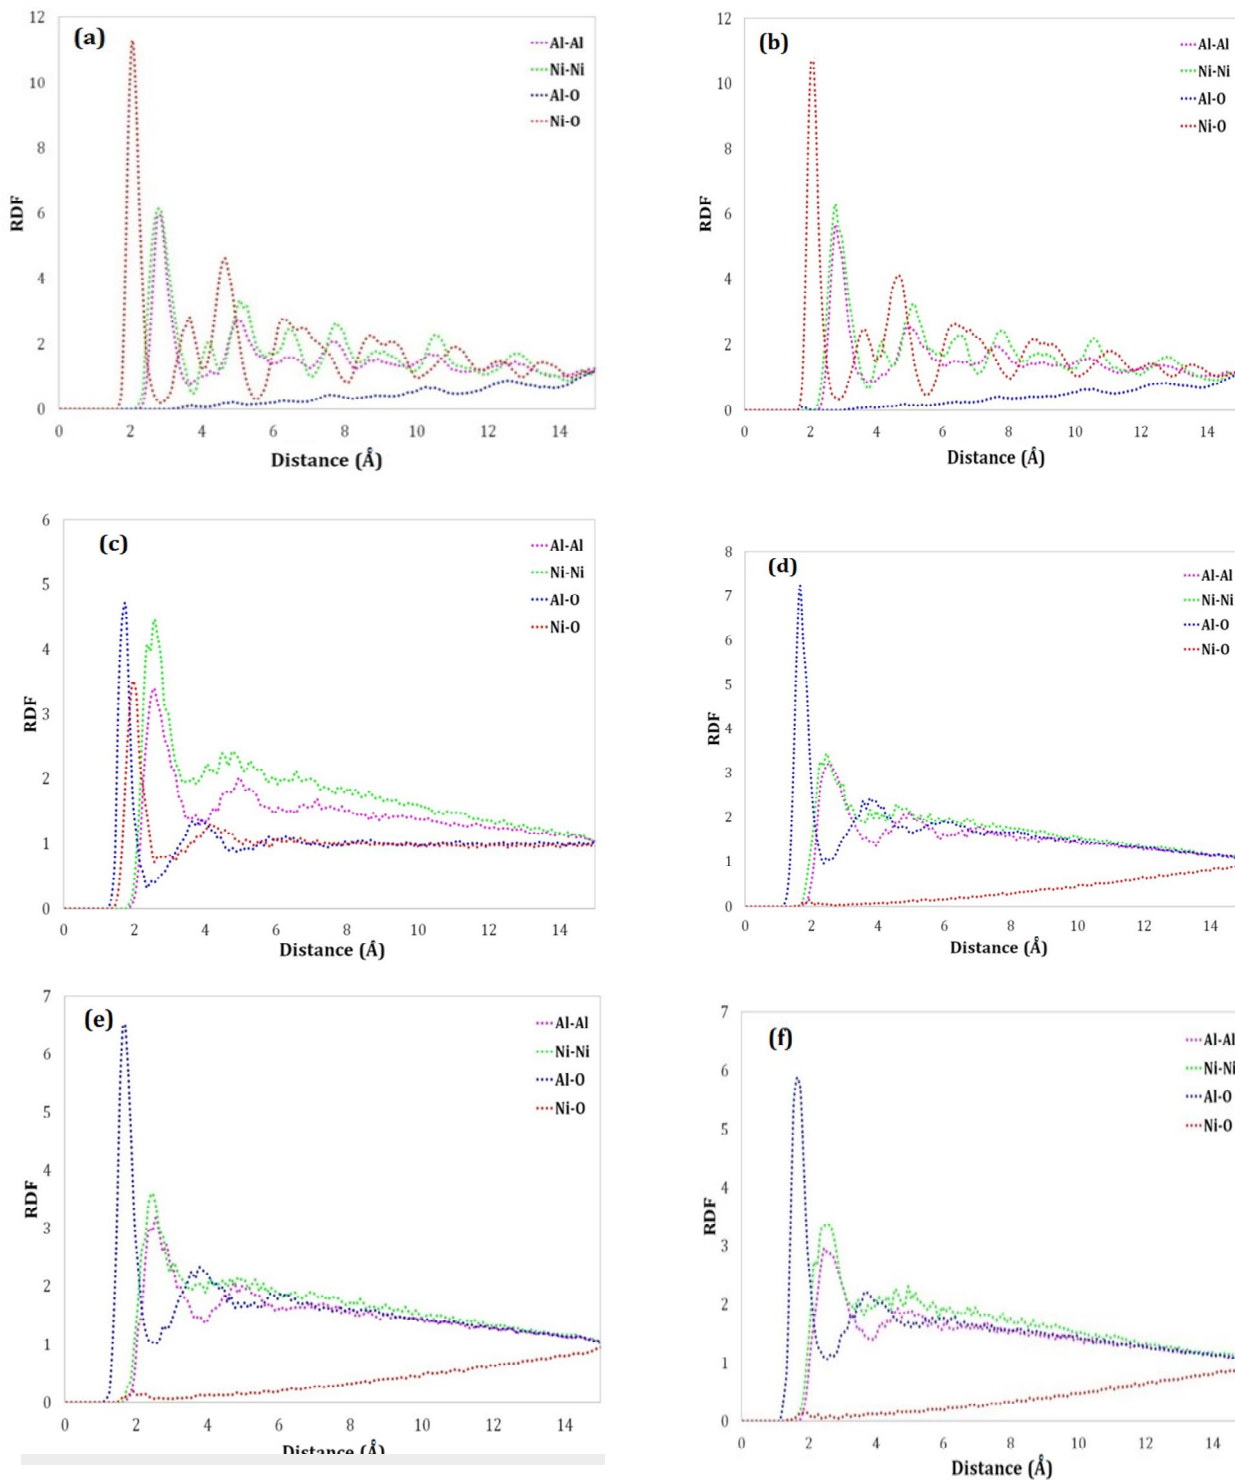 (a)
12
10
8
6
4
2
0
RDF
Al-Al
Ni-Ni
Al-O
Ni-O
0 2 4 6 8 10 12 14
Distance (Å)
(b)
12
10
8
6
4
2
0
RDF
Al-Al
Ni-Ni
Al-O
Ni-O
0 2 4 6 8 10 12 14
Distance (Å)
(c)
6
5
4
3
2
1
0
RDF
Al-Al
Ni-Ni
Al-O
Ni-O
0 2 4 6 8 10 12 14
Distance (Å)
(d)
8
7
6
5
4
3
2
1
0
RDF
Al-Al
Ni-Ni
Al-O
Ni-O
0 2 4 6 8 10 12 14
Distance (Å)
(e)
7
6
5
4
3
2
1
0
RDF
Al-Al
Ni-Ni
Al-O
Ni-O
0 2 4 6 8 10 12 14
Distance (Å)
(f)
7
6
5
4
3
2
1
0
RDF
Al-Al
Ni-Ni
Al-O
Ni-O
0 2 4 6 8 10 12 14
Distance (Å)